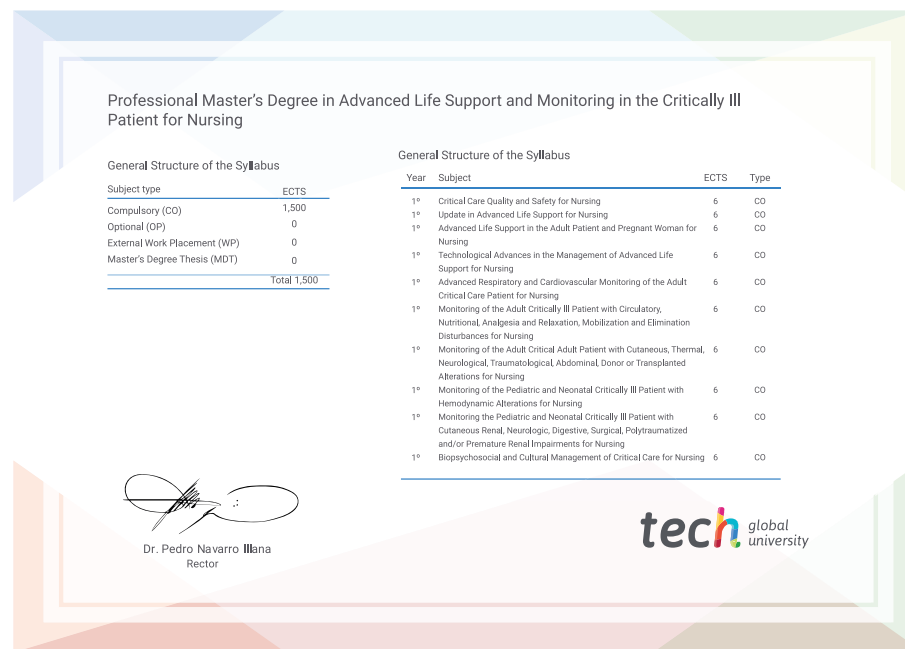 Professional Master's Degree in Advanced Life Support and Monitoring in the Critically Ill
Patient for Nursing
General Structure of the Syllabus
Subject type ECTS
Compulsory (CO) 1,500
Optional (OP) 0
External Work Placement (WP) 0
Master's Degree Thesis (MDT) 0
Total 1,500
General Structure of the Syllabus
Year Subject ECTS Type
1º Critical Care Quality and Safety for Nursing 6 CO
1º Update in Advanced Life Support for Nursing 6 CO
1º Advanced Life Support in the Adult Patient and Pregnant Woman for 6 CO
Nursing
1º Technological Advances in the Management of Advanced Life 6 CO
Support for Nursing
1º Advanced Respiratory and Cardiovascular Monitoring of the Adult 6 CO
Critical Care Patient for Nursing
1º Monitoring of the Adult Critically Ill Patient with Circulatory, 6 CO
Nutritional, Analgesia and Relaxation, Mobilization and Elimination
Disturbances for Nursing
1º Monitoring of the Adult Critical Adult Patient with Cutaneous, Thermal, 6 CO
Neurological, Traumatological, Abdominal, Donor or Transplanted
Alterations for Nursing
1º Monitoring of the Pediatric and Neonatal Critically Ill Patient with 6 CO
Hemodynamic Alterations for Nursing
1º Monitoring the Pediatric and Neonatal Critically Ill Patient with 6 CO
Cutaneous Renal, Neurologic, Digestive, Surgical, Polytraumatized
and/or Premature Renal Impairments for Nursing
1º Biopsychosocial and Cultural Management of Critical Care for Nursing 6 CO
Dr. Pedro Navarro Illana
Rector
tech global
university